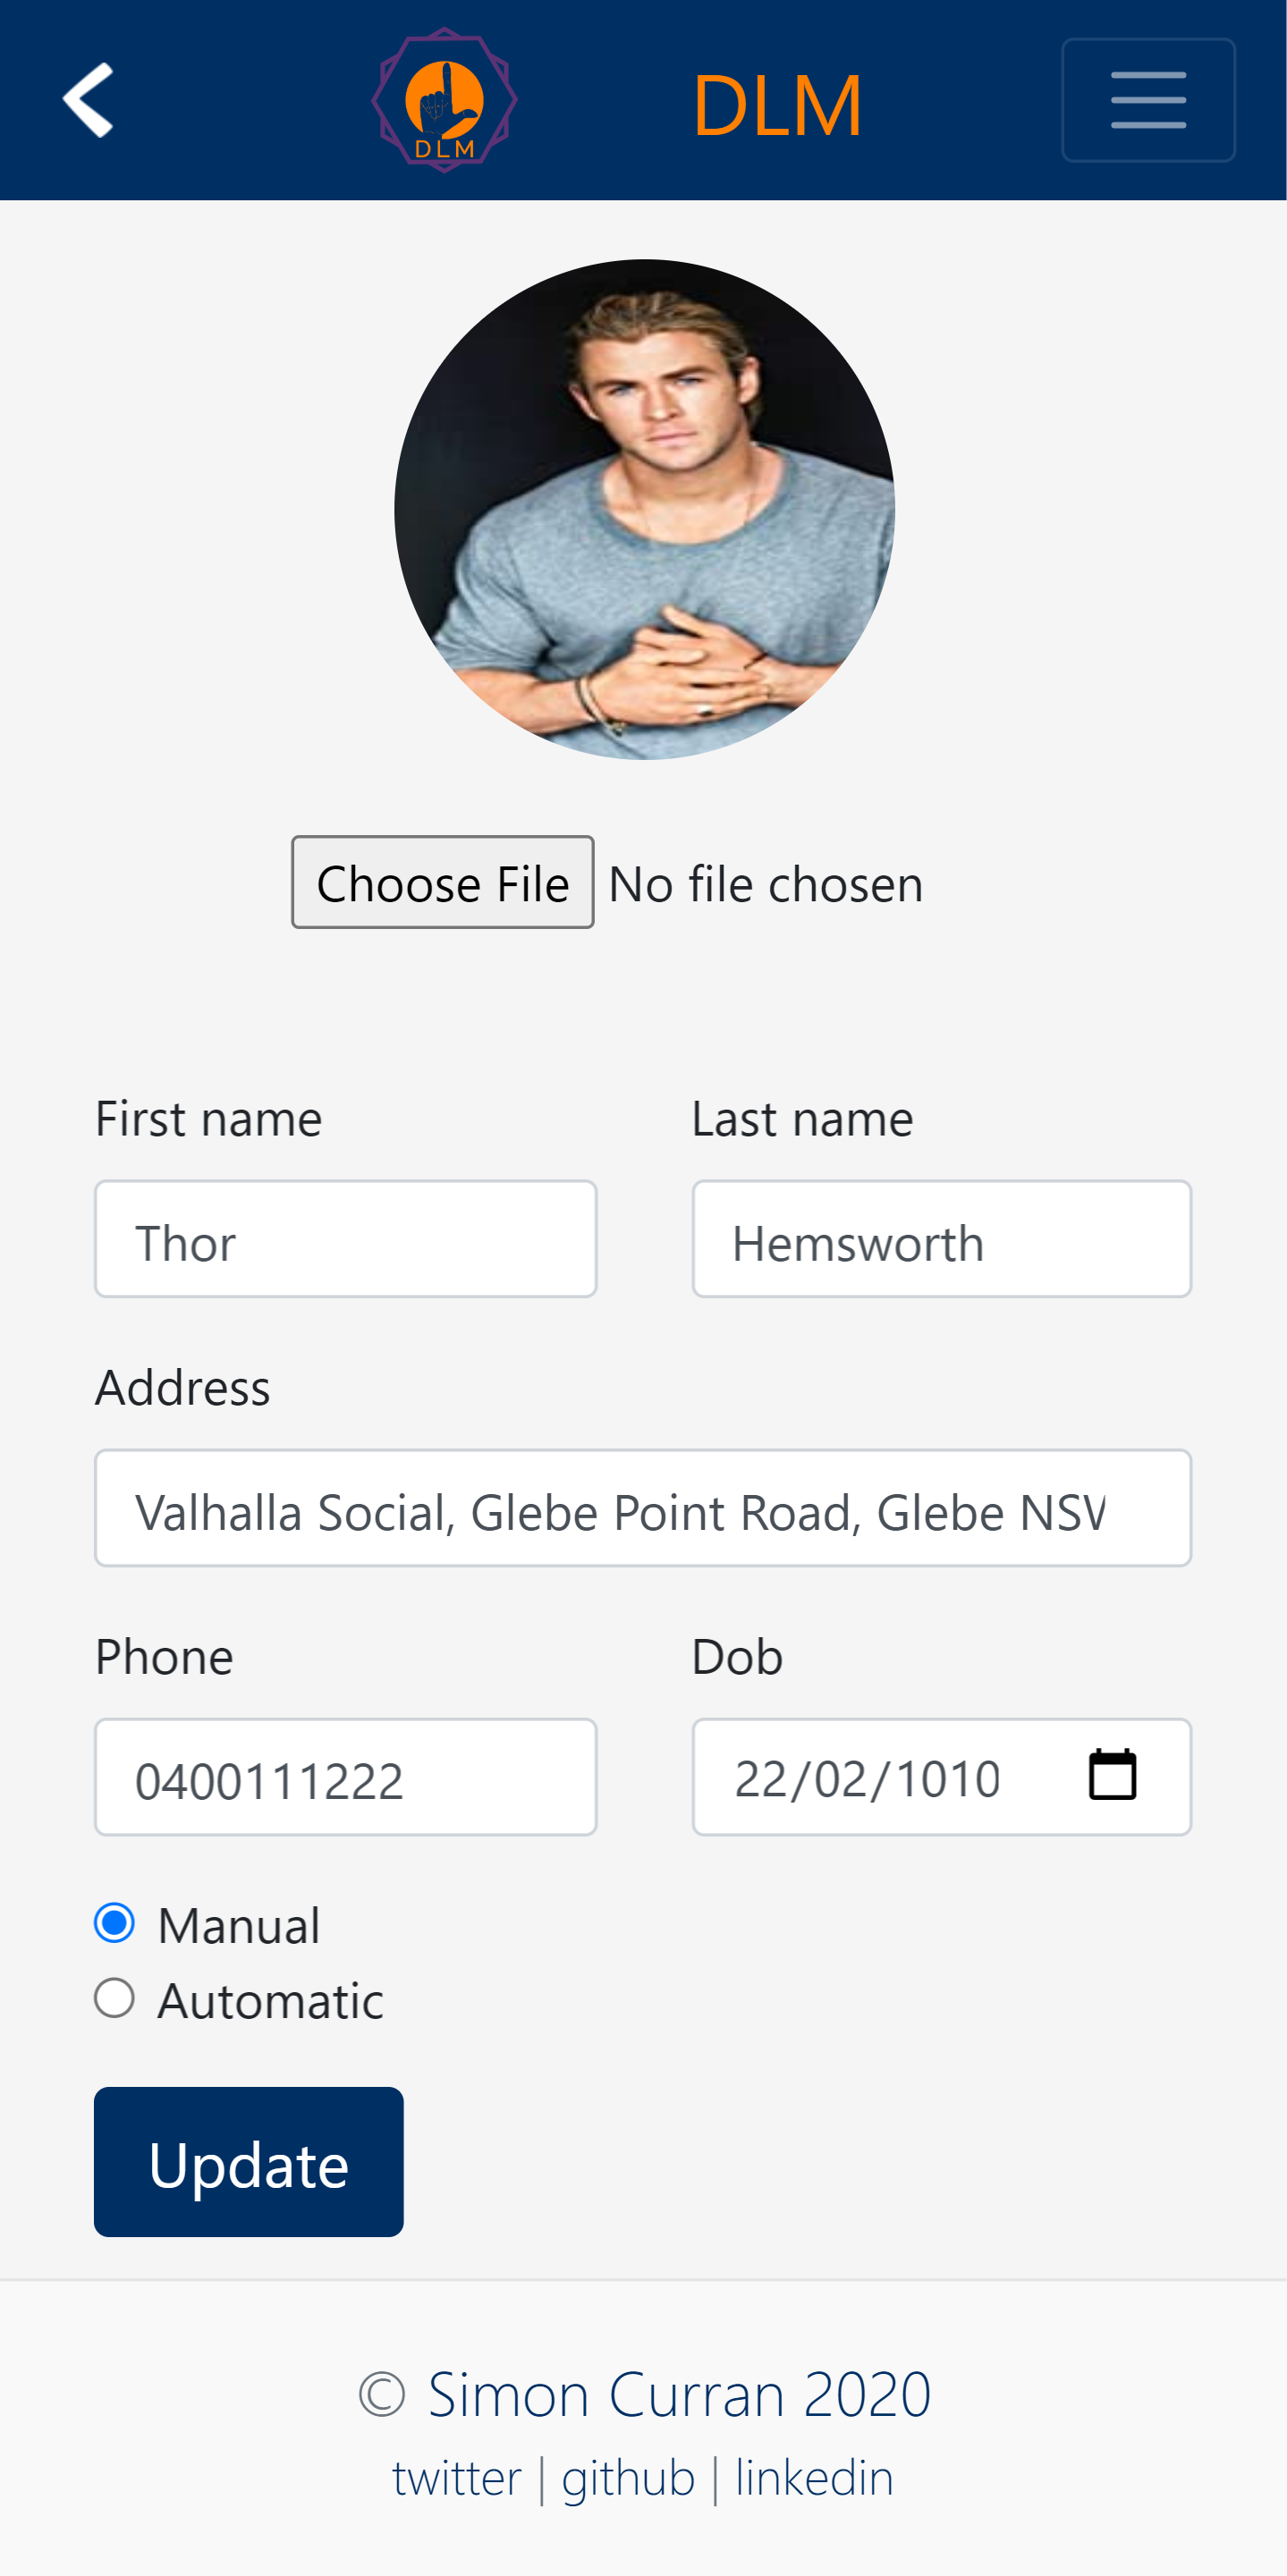 DLM
DLM
Choose File No file chosen
First name Last name
Thor Hemsworth
Address
Valhalla Social, Glebe Point Road, Glebe NSW
Phone Dob
0400111222 22/02/1010
Manual
Automatic
Update
© Simon Curran 2020
twitter | github | linkedin